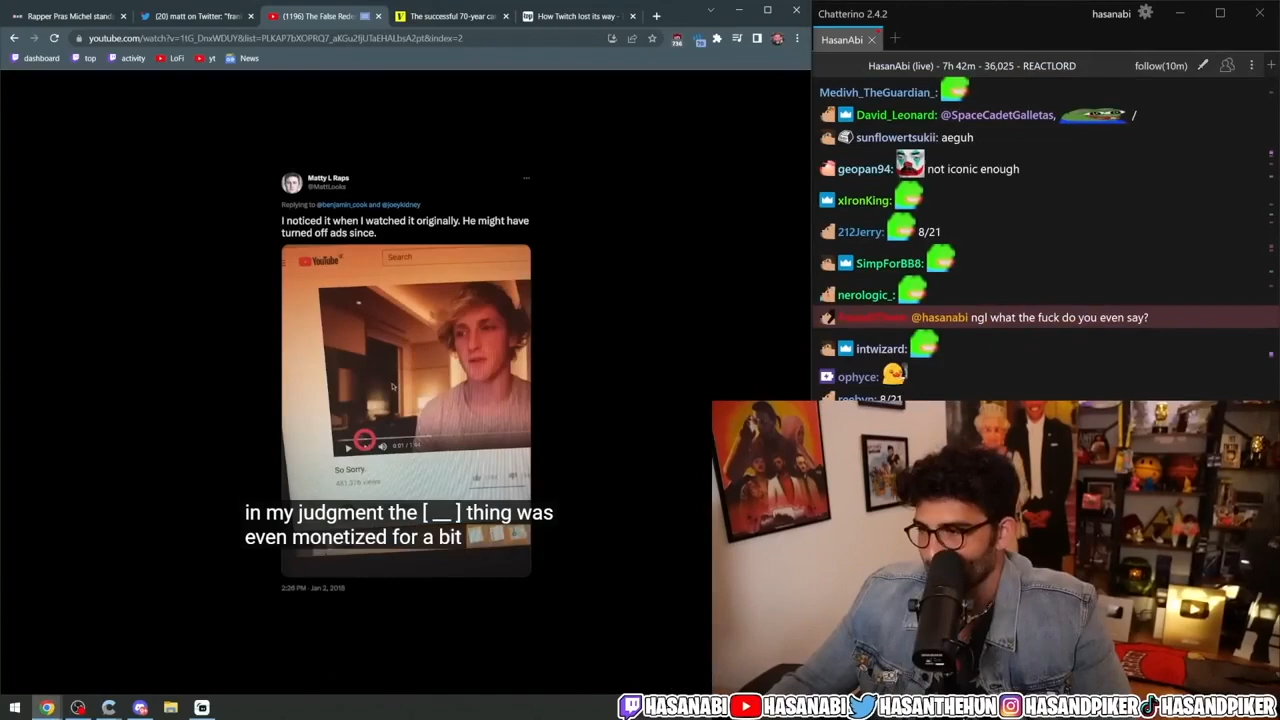 Rapper Pras Michel stand
(20) matt on Twitter: "fran
(1196) The False Rede
The successful 70-year ca
How Twitch lost its way -
youtube.com/watch?v=1tG_DnxWDUY&list=PLKAP7bXOPRQ7_aKGu2fjUTaEHALbsA2pt&index=2
dashboard
top
activity
LoFi
yt
News
Matty L Raps
@MattLooks
Replying to @benjamin_cook and @joeykidney
I noticed it when I watched it originally. He might have
turned off ads since.
YouTube
Search
So Sorry.
in my judgment the [ __ ] thing was
even monetized for a bit
2:26 PM · Jan 2, 2018
Chatterino 2.4.2
hasanabi
HasanAbi
HasanAbi (live) - 7h 42m - 36,025 - REACTLORD
follow(10m)
Medivh_TheGuardian_:
David_Leonard: @SpaceCadetGalletas, /
sunflowertsukii: aeguh
geopan94: not iconic enough
xIronKing:
212Jerry: 8/21
SimpForBB8:
nerologic_:
@hasanabi ngl what the fuck do you even say?
intwizard:
ophyce:
HASANABI
HASANABI
HASANTHEHUN
HASANDPIKER
HASANDPIKER